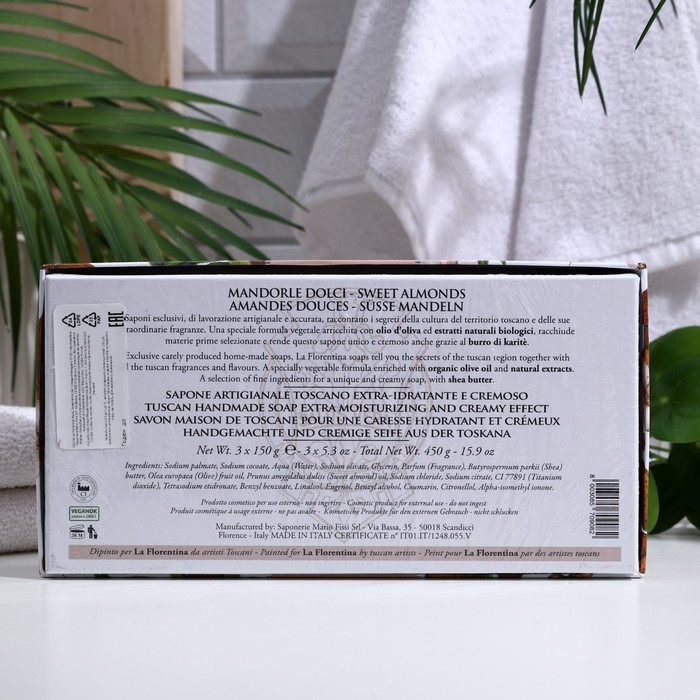 MANDORLE DOLCI - SWEET ALMONDS
AMANDES DOUCES - SÜSSE MANDELN
Saponi esclusivi, di lavorazione artigianale e accurata, raccontano i segreti della cultura del territorio toscano e delle sue
raordinarie fragranze. Una speciale formula vegetale arricchita con olio d'oliva ed estratti naturali biologici, racchiude
materie prime selezionate rendendo questo sapone unico e cremoso anche grazie al burro di karitè.
Exclusive carely produced home-made soaps, La Florentina soaps tell you the secrets of the tuscan region together with
the tuscan fragrances and flavours. A specially vegetable formula enriched with organic olive oil and natural extracts.
A selection of fine ingredients for a unique and creamy soap, with shea butter.
SAPONE ARTIGIANALE TOSCANO EXTRA-IDRATANTE E CREMOSO
TUSCAN HANDMADE SOAP EXTRA MOISTURIZING AND CREAMY EFFECT
SAVON MAISON DE TOSCANE POUR UNE CARESSE HYDRATANT ET CRÉMEUX
HANDGEMACHTE UND CREMIGE SEIFE AUS DER TOSKANA
Net Wt. 3 x 150 g ℮ - 3 x 5.3 oz - Total Net Wt. 450 g - 15.9 oz
Ingredients: Sodium palmate, Sodium cocoate, Aqua (Water), Sodium olivate, Glycerin, Parfum (Fragrance), Butyrospermum parkii (Shea)
butter, Olea europaea (Olive) fruit oil, Prunus amygdalus dulcis (Sweet almond) oil, Sodium chloride, Sodium citrate, CI 77891 (Titanium
dioxide), Tetrasodium etidronate, Benzyl benzoate, Linalool, Eugenol, Benzyl alcohol, Coumarin, Citronellol, Alpha-isomethyl ionone.
Prodotto cosmetico per uso esterno - non ingerire - Cosmetic product for external use - do not ingest
Produit cosmétique à usage externe - ne pas avaler - Kosmetische Produkte für den externen Gebrauch - nicht schlucken
Manufactured by: Saponerie Mario Fissi Srl - Via Bassa, 35 - 50018 Scandicci
Florence - Italy MADE IN ITALY CERTIFICATE n° IT01.IT/1248.055.V
Dipinto per La Florentina da artisti Toscani - Painted for La Florentina by tuscan artists - Peint pour La Florentina par des artistes toscans
EAC
VEGANOK
36 M